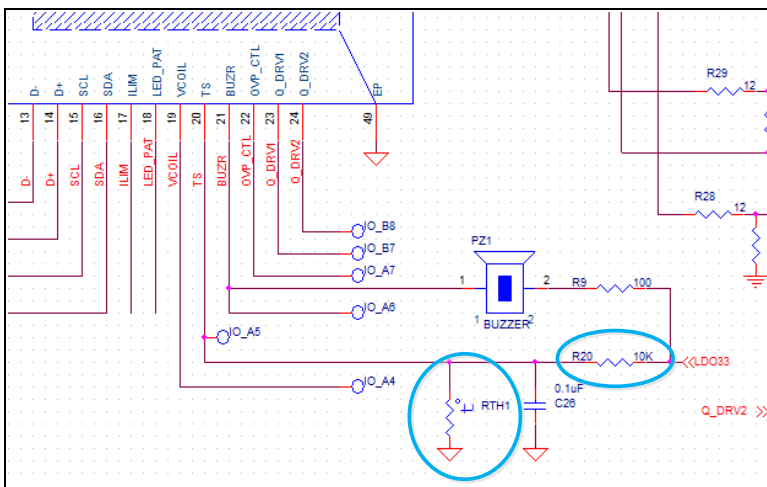 D-
D+
SCL
SDA
ILIM
LED_PAT
VCOIL
TS
BUZR
OVP_CTL
Q_DRV1
Q_DRV2
EP
13
14
15
16
17
18
19
20
21
22
23
24
49
D-
D+
SCL
SDA
ILIM
LED_PAT
VCOIL
TS
BUZR
OVP_CTL
Q_DRV1
Q_DRV2
R29
12
R28
12
IO_B8
IO_B7
IO_A7
IO_A6
IO_A5
IO_A4
PZ1
1
2
1
BUZZER
2
R9
100
R20
10K
LDO33
t°
RTH1
0.1uF
C26
Q_DRV2